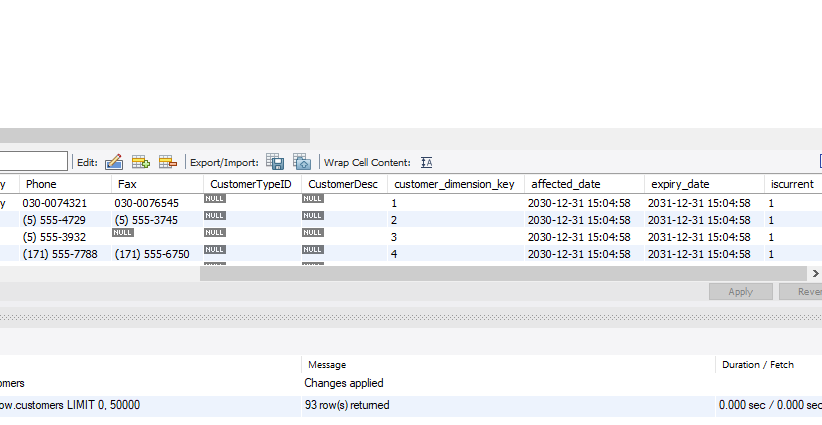 Edit: Export/Import: Wrap Cell Content:
y Phone Fax CustomerTypeID CustomerDesc customer_dimension_key affected_date expiry_date iscurrent
y 030-0074321 030-0076545 NULL NULL 1 2030-12-31 15:04:58 2031-12-31 15:04:58 1
(5) 555-4729 (5) 555-3745 NULL NULL 2 2030-12-31 15:04:58 2031-12-31 15:04:58 1
(5) 555-3932 NULL NULL NULL 3 2030-12-31 15:04:58 2031-12-31 15:04:58 1
(171) 555-7788 (171) 555-6750 NULL NULL 4 2030-12-31 15:04:58 2031-12-31 15:04:58 1
Apply Rever
Message Duration / Fetch
omers Changes applied
ow.customers LIMIT 0, 50000 93 row(s) returned 0.000 sec / 0.000 sec